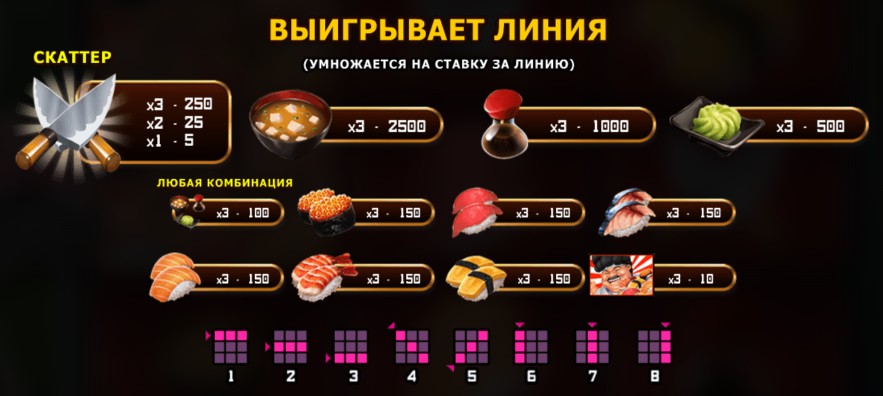 ВЫИГРЫВАЕТ ЛИНИЯ
(УМНОЖАЕТСЯ НА СТАВКУ ЗА ЛИНИЮ)
СКАТТЕР
x3 - 250
x2 - 25
x1 - 5
x3 - 2500
x3 - 1000
x3 - 500
ЛЮБАЯ КОМБИНАЦИЯ
x3 - 100
x3 - 150
x3 - 150
x3 - 150
x3 - 150
x3 - 150
x3 - 150
x3 - 10
1 2 3 4 5 6 7 8